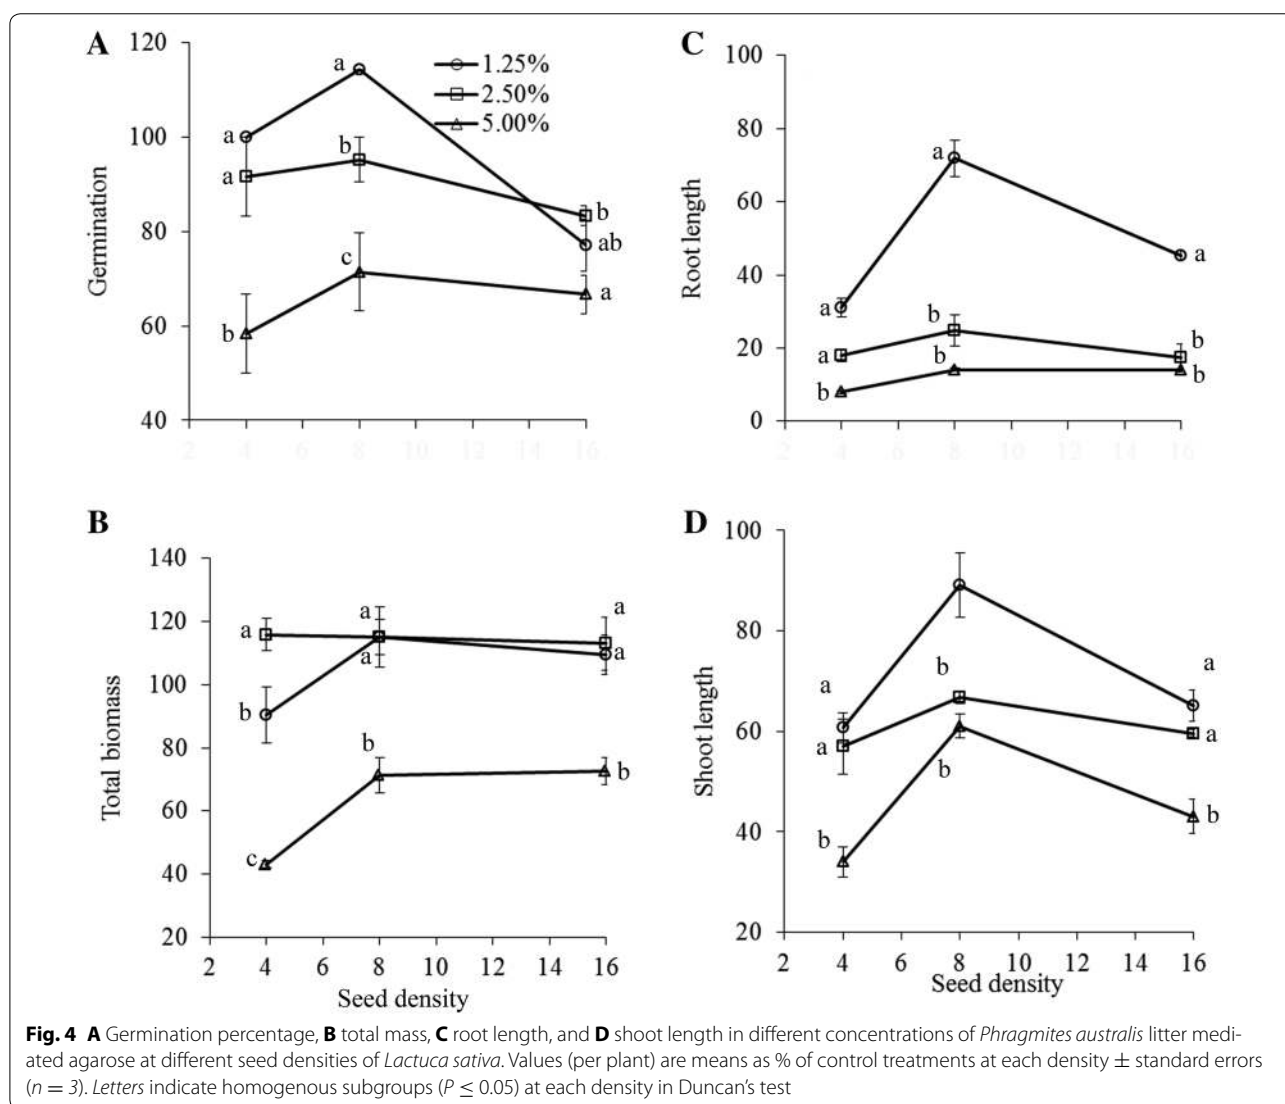 A
120
100
80
60
40
Germination
1.25%
2.50%
5.00%
a
a
a
b
b
c
b
ab
a
2 4 6 8 10 12 14 16
C
100
80
60
40
20
0
Root length
a
a
a
a
b
b
b
b
b
2 4 6 8 10 12 14 16
B
140
120
100
80
60
40
20
Total biomass
a
a
a
a
a
b
b
b
c
2 4 6 8 10 12 14 16
Seed density
D
100
80
60
40
20
Shoot length
a
a
a
b
a
a
b
b
b
2 4 6 8 10 12 14 16
Seed density
Fig. 4 A Germination percentage, B total mass, C root length, and D shoot length in different concentrations of Phragmites australis litter medi-
ated agarose at different seed densities of Lactuca sativa. Values (per plant) are means as % of control treatments at each density ± standard errors
(n = 3). Letters indicate homogenous subgroups (P ≤ 0.05) at each density in Duncan's test